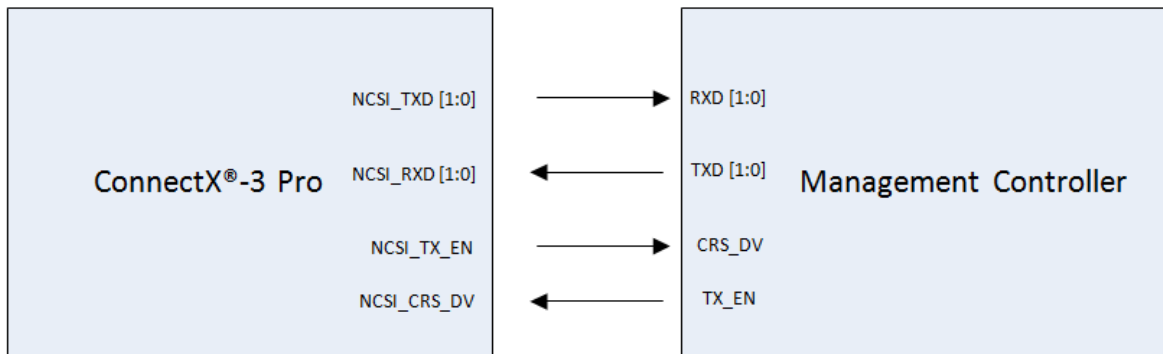 NCSI_TXD [1:0]
RXD [1:0]
ConnectX®-3 Pro
NCSI_RXD [1:0]
TXD [1:0]
Management Controller
NCSI_TX_EN
CRS_DV
NCSI_CRS_DV
TX_EN